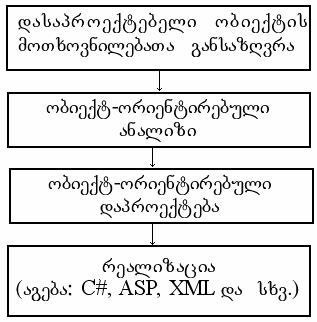 დასაპროექტებელი ობიექტის
მოთხოვნილებათა განსაზღვრა
ობიექტ-ორიენტირებული
ანალიზი
ობიექტ-ორიენტირებული
დაპროექტება
რეალიზაცია
(აგება: C#, ASP, XML და სხვ.)